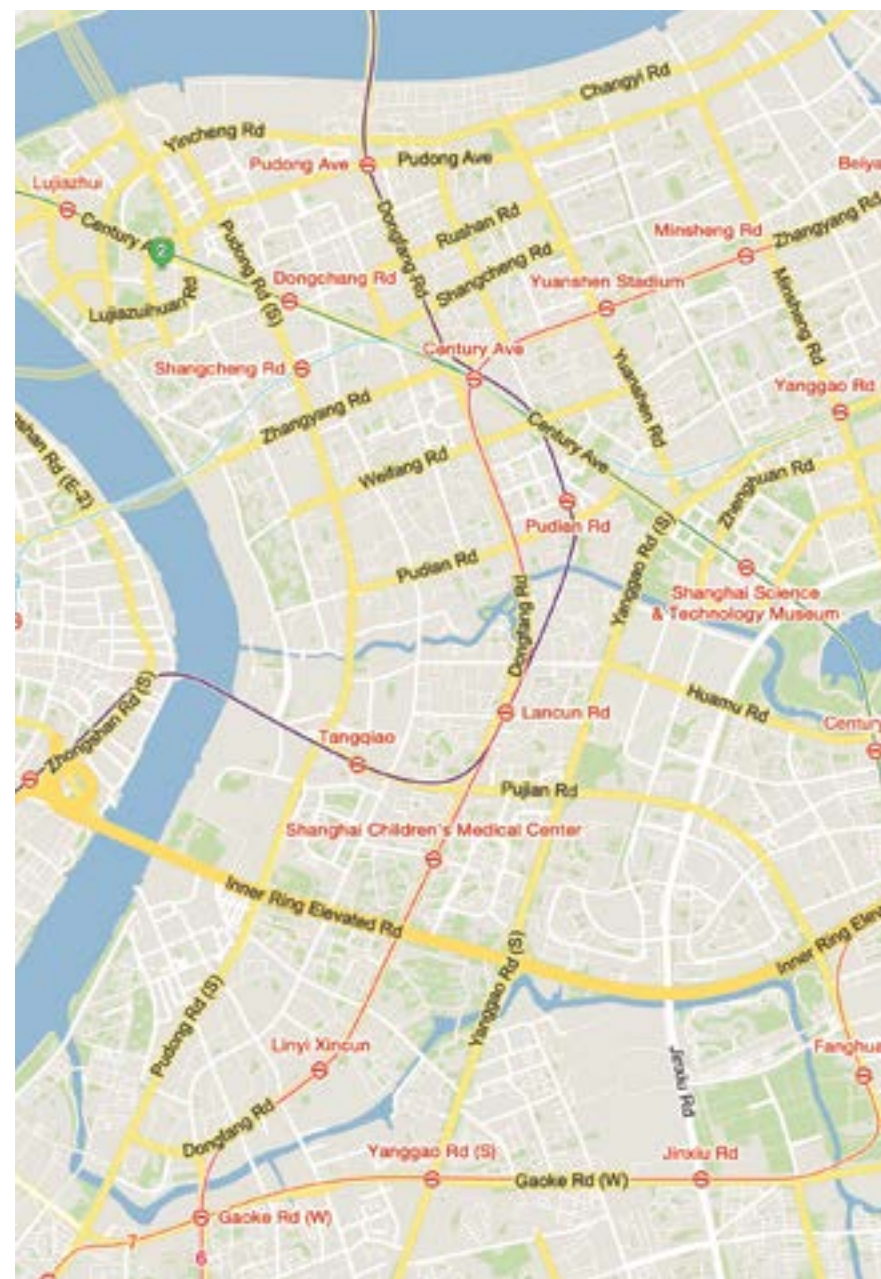 Changyi Rd
Yincheng Rd
Pudong Ave
Pudong Ave
Beiya
Lujiazhui
Century A
2
Pudong Rd (S)
Dongfang Rd
Rushan Rd
Minsheng Rd
Zhangyang Rd
Dongchang Rd
Shangcheng Rd
Yuanshen Stadium
Lujiazuihuan Rd
Minsheng Rd
Century Ave
Shangcheng Rd
Yuanshen Rd
Yanggao Rd
Zhangyang Rd
Century Ave
shan Rd (E-2)
Weifang Rd
Zhenghuan Rd
Pudian Rd
Pudian Rd
Yanggao Rd (S)
Shanghai Science
& Technology Museum
Dongfang Rd
Huamu Rd
Zhongshan Rd (S)
Lancun Rd
Century
Tangqiao
Pujian Rd
Shanghai Children's Medical Center
Inner Ring Elevated Rd
Inner Ring Elev
Yanggao Rd (S)
Pudong Rd (S)
Linyi Xincun
Jinxiu Rd
Fanghua
Dongfang Rd
Yanggao Rd (S)
Jinxiu Rd
Gaoke Rd (W)
Gaoke Rd (W)
7
6